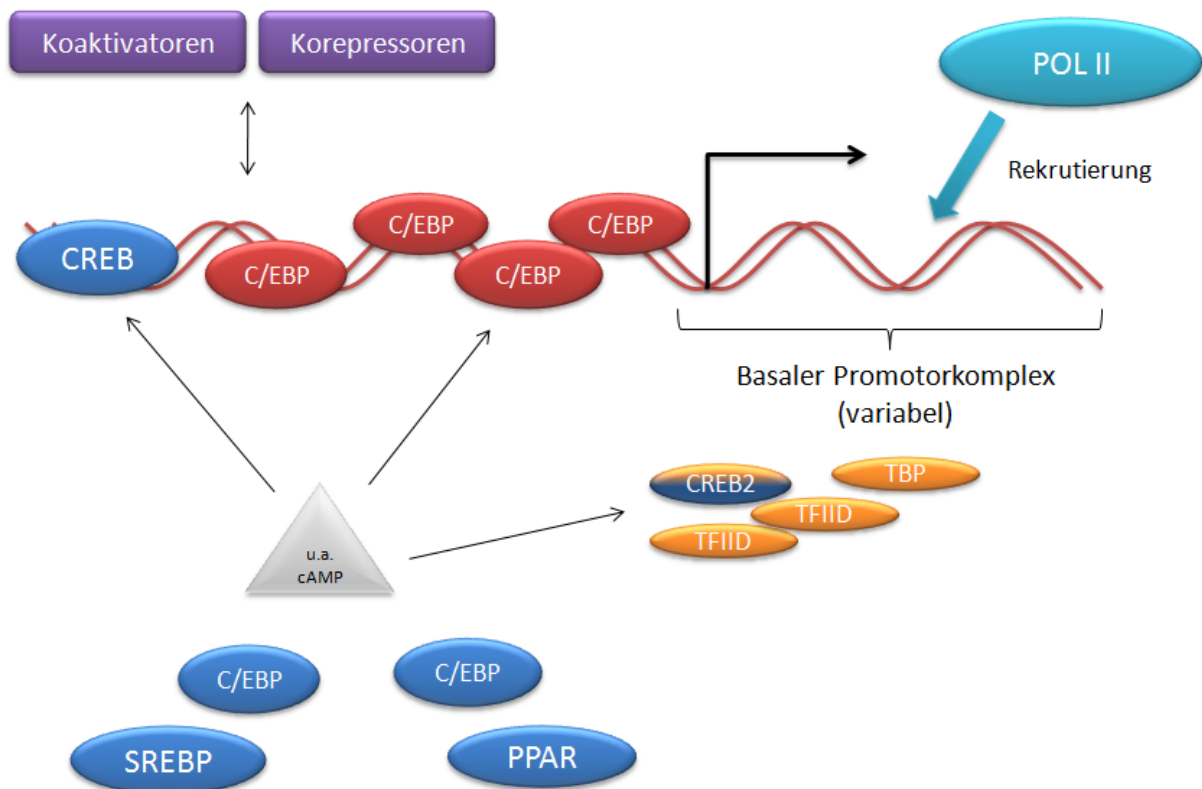 Koaktivatoren
Korepressoren
POL II
Rekrutierung
CREB
C/EBP
C/EBP
C/EBP
C/EBP
Basaler Promotorkomplex
(variabel)
CREB2
TBP
TFIID
TFIID
u.a.
cAMP
C/EBP
C/EBP
SREBP
PPAR